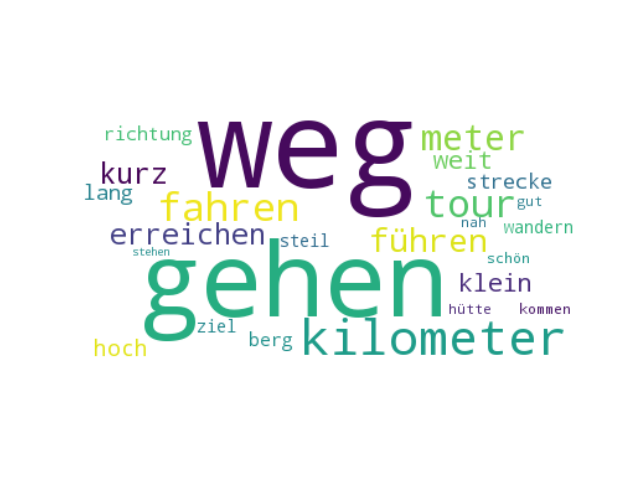 weg
richtung
meter
weit
kurz
strecke
lang
fahren
tour
gut
nah
wandern
erreichen
steil
führen
stehen
schön
gehen
klein
hütte
kommen
ziel
kilometer
berg
hoch